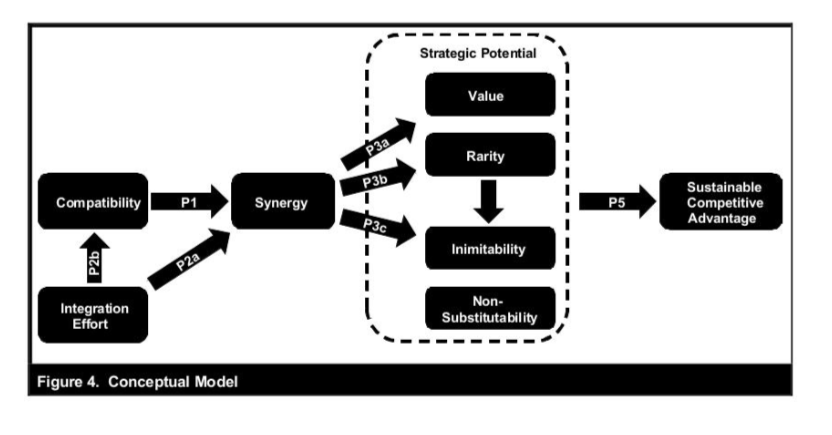 Strategic Potential
Value
P3a
Rarity
P3b
Compatibility
P1
Synergy
P3c
Sustainable
Competitive
Advantage
P5
P2b
P2a
Inimitability
Integration
Effort
Non-
Substitutability
Figure 4. Conceptual Model